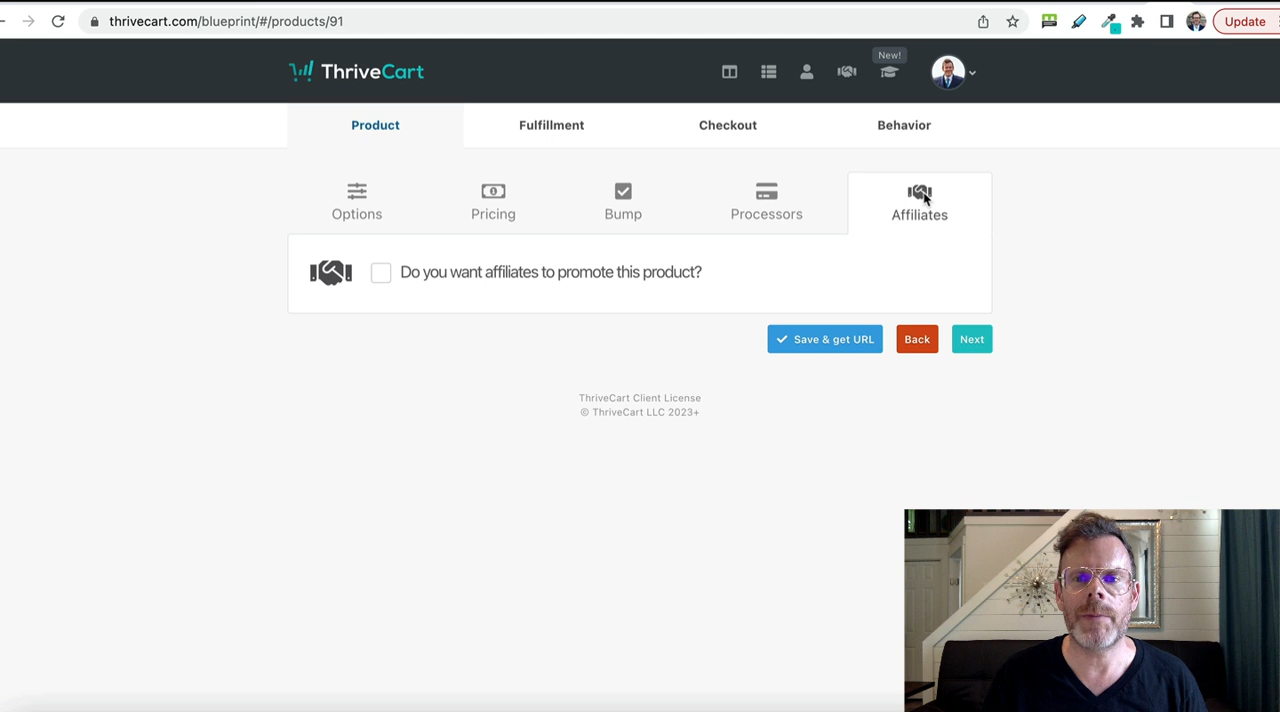 thrivecart.com/blueprint/#/products/91
Update
ThriveCart
New!
Product
Fulfillment
Checkout
Behavior
Options
Pricing
Bump
Processors
Affiliates
Do you want affiliates to promote this product?
Save & get URL
Back
Next
ThriveCart Client License
© ThriveCart LLC 2023+